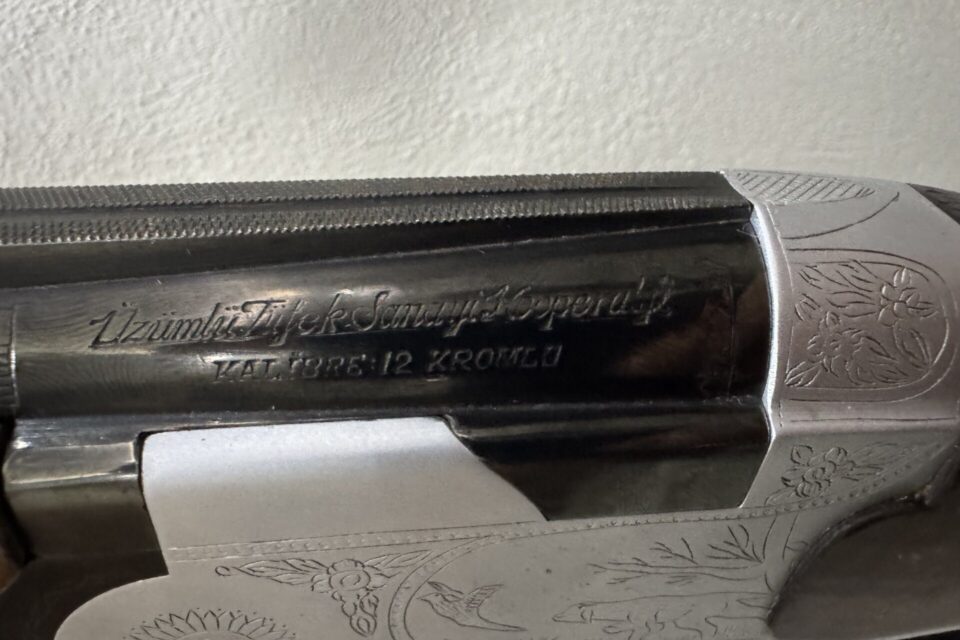 Üzümlü Tüfek Sanayi Kooperatifi
KALİBRE:12 KROMLU